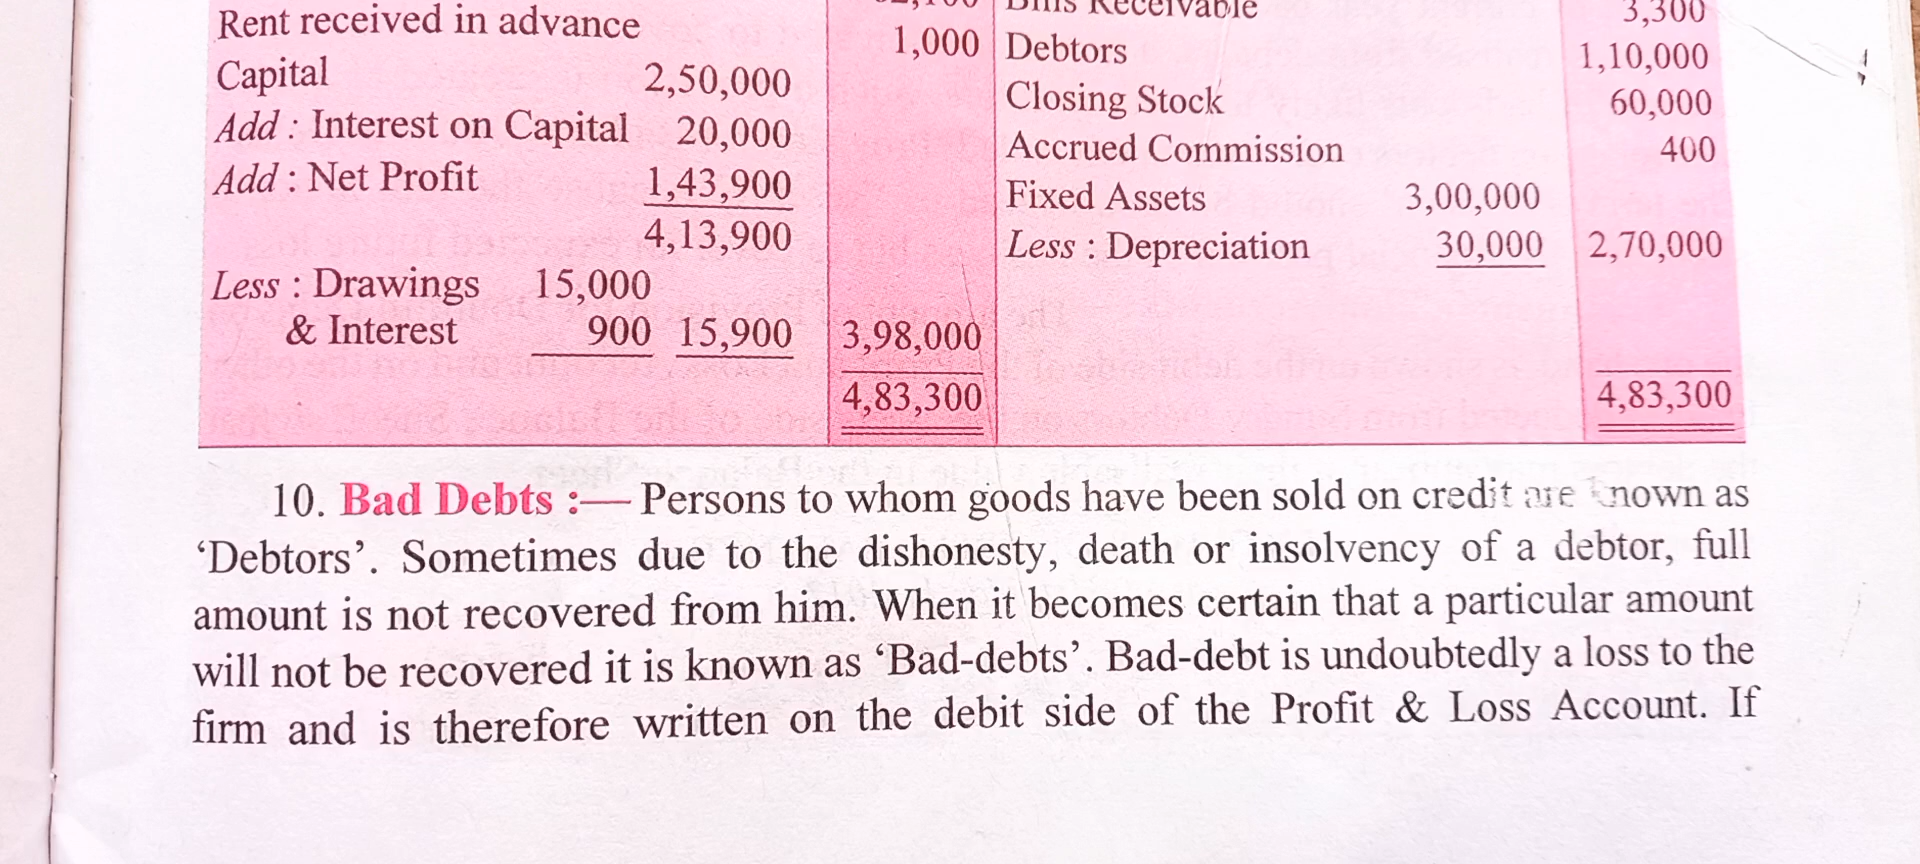 Rent received in advance 1,000
Capital 2,50,000
Add : Interest on Capital 20,000
Add : Net Profit 1,43,900
4,13,900
Less : Drawings 15,000
& Interest 900 15,900 3,98,000
4,83,300
Bills Receivable 3,300
Debtors 1,10,000
Closing Stock 60,000
Accrued Commission 400
Fixed Assets 3,00,000
Less : Depreciation 30,000 2,70,000
4,83,300
10. Bad Debts :— Persons to whom goods have been sold on credit are known as
‘Debtors’. Sometimes due to the dishonesty, death or insolvency of a debtor, full
amount is not recovered from him. When it becomes certain that a particular amount
will not be recovered it is known as ‘Bad-debts’. Bad-debt is undoubtedly a loss to the
firm and is therefore written on the debit side of the Profit & Loss Account. If